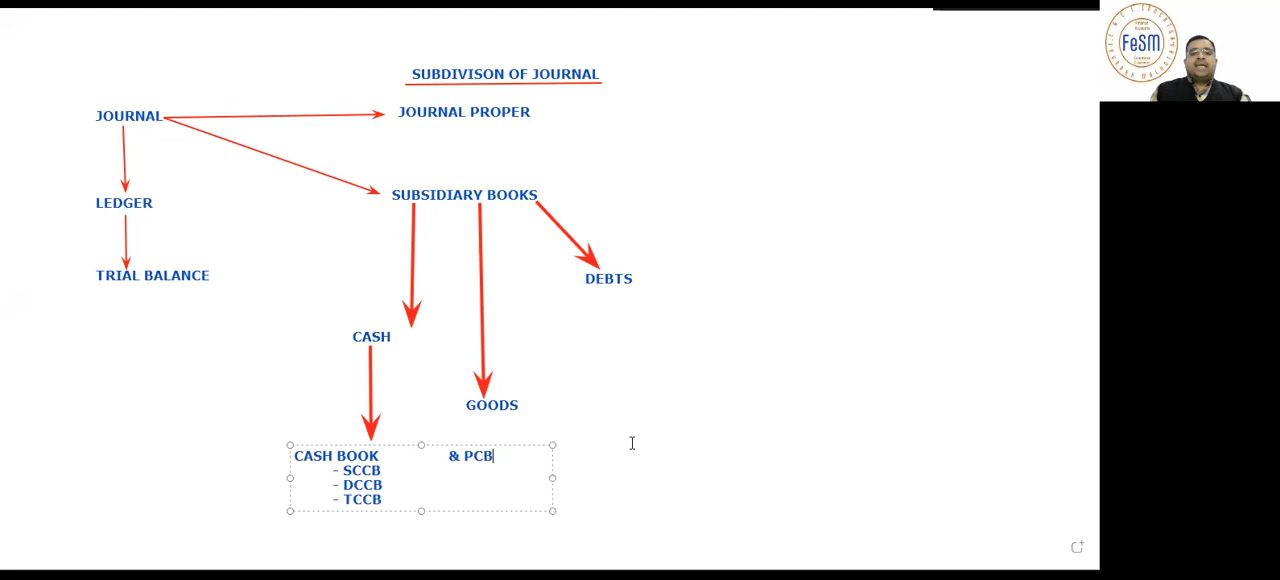 SUBDIVISON OF JOURNAL
JOURNAL
JOURNAL PROPER
SUBSIDIARY BOOKS
LEDGER
TRIAL BALANCE
DEBTS
CASH
GOODS
CASH BOOK & PCB
- SCCB
- DCCB
- TCCB
FeSM